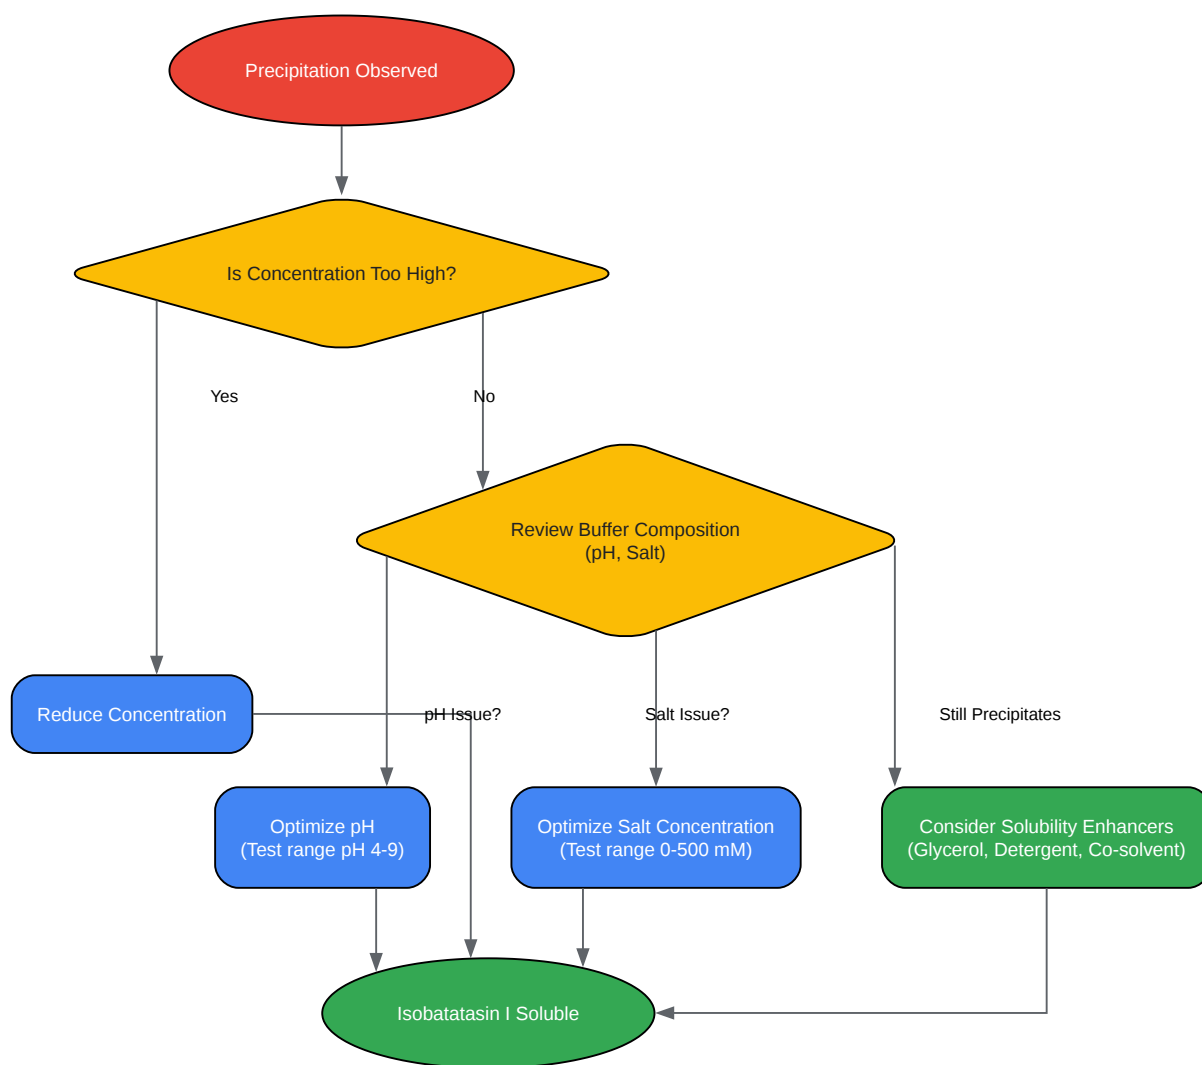 Precipitation Observed
Is Concentration Too High?
Yes
No
Review Buffer Composition
(pH, Salt)
Reduce Concentration
pH Issue?
Salt Issue?
Still Precipitates
Optimize pH
(Test range pH 4-9)
Optimize Salt Concentration
(Test range 0-500 mM)
Consider Solubility Enhancers
(Glycerol, Detergent, Co-solvent)
Isobatatasin I Soluble